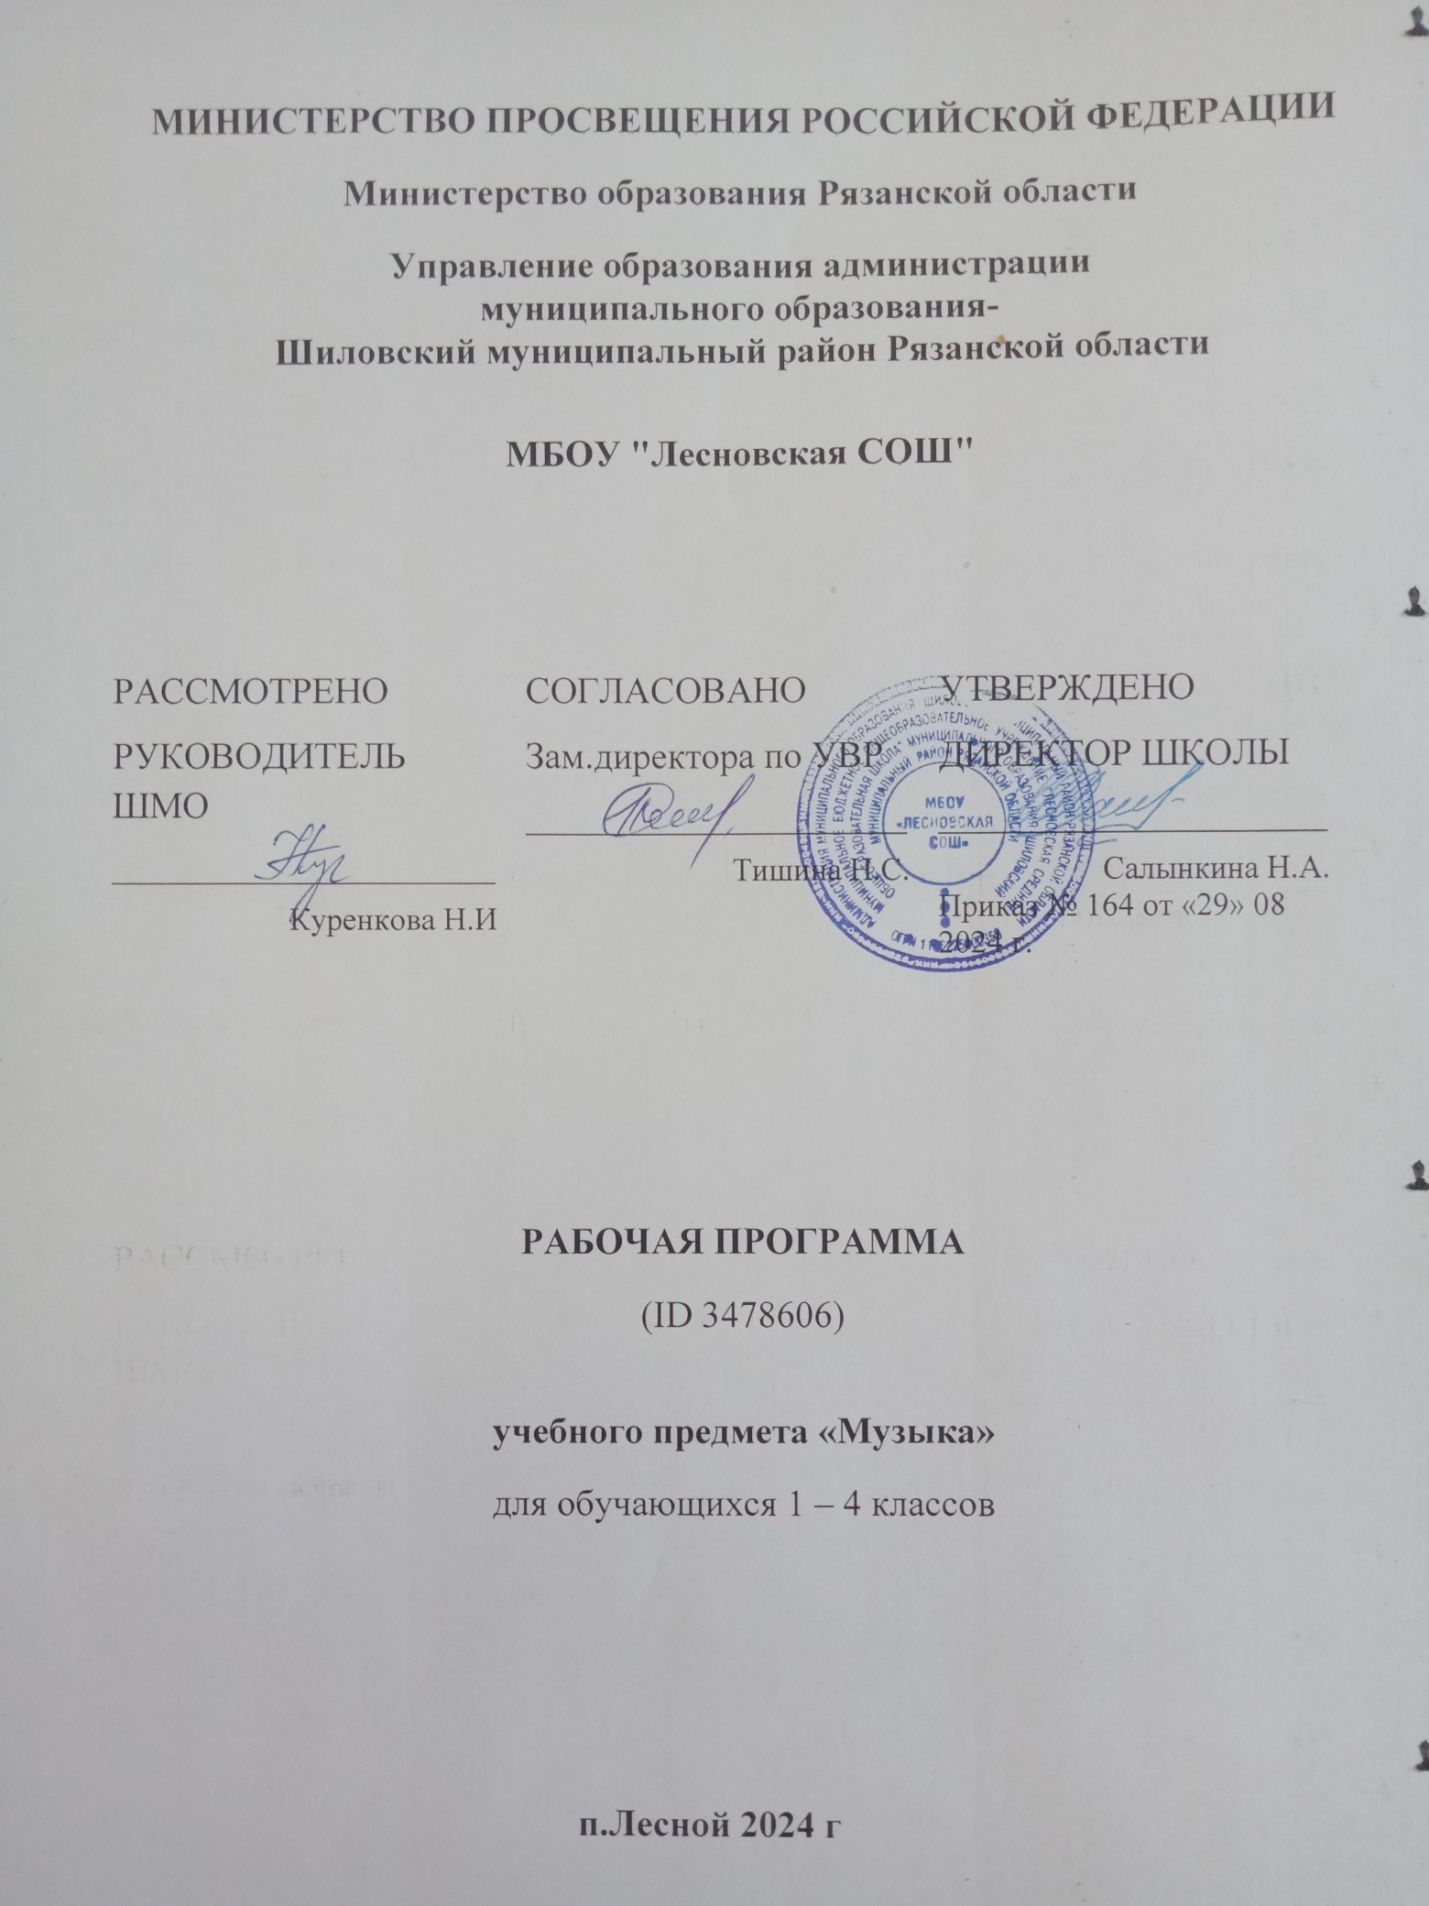 МИНИСТЕРСТВО ПРОСВЕЩЕНИЯ РОССИЙСКОЙ ФЕДЕРАЦИИ
Министерство образования Рязанской области
Управление образования администрации
муниципального образования-
Шиловский муниципальный район Рязанской области
МБОУ "Лесновская СОШ"
РАССМОТРЕНО
РУКОВОДИТЕЛЬ
ШМО
Куренкова Н.И
СОГЛАСОВАНО
Зам.директора по УВР
Тишина Н.С.
УТВЕРЖДЕНО
ДИРЕКТОР ШКОЛЫ
Салынкина Н.А.
Приказ № 164 от «29» 08
2024 г.
МБОУ
«ЛЕСНОВСКАЯ
СОШ»
РАБОЧАЯ ПРОГРАММА
(ID 3478606)
учебного предмета «Музыка»
для обучающихся 1 – 4 классов
п.Лесной 2024 г